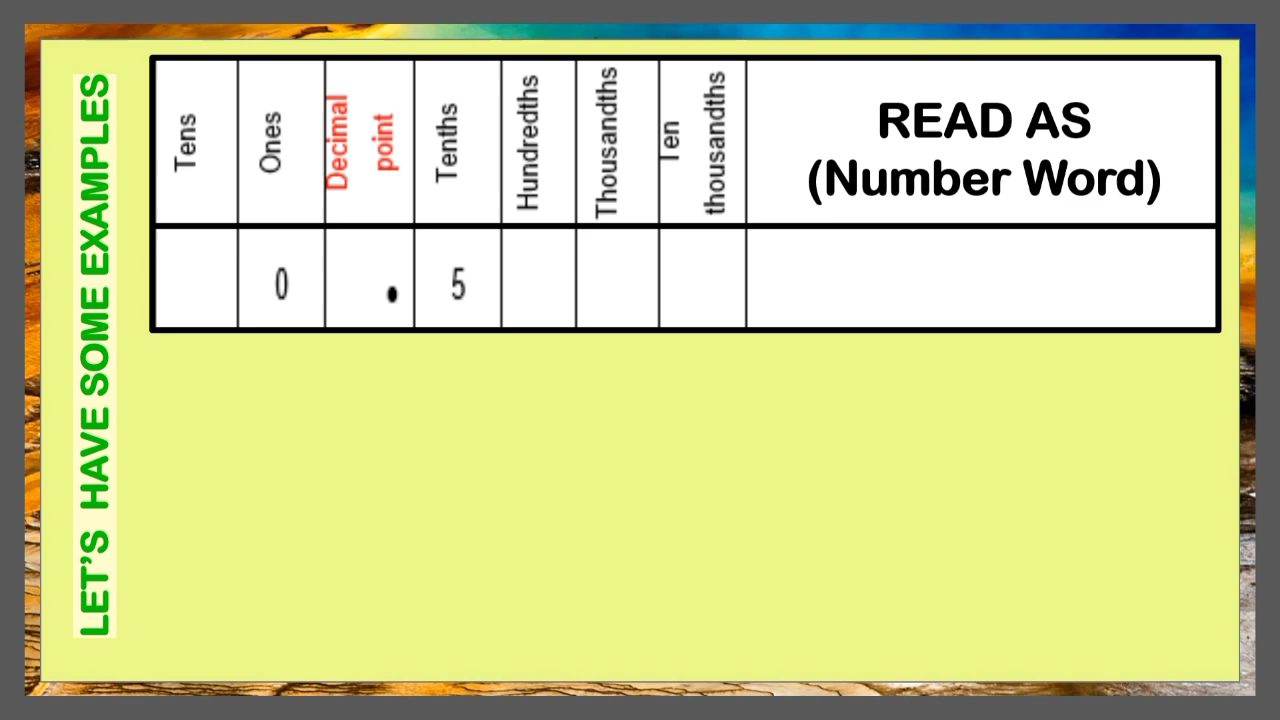 LET'S HAVE SOME EXAMPLES
Tens
Ones
Decimal
point
Tenths
Hundredths
Thousandths
Ten
thousandths
READ AS
(Number Word)
0 . 5